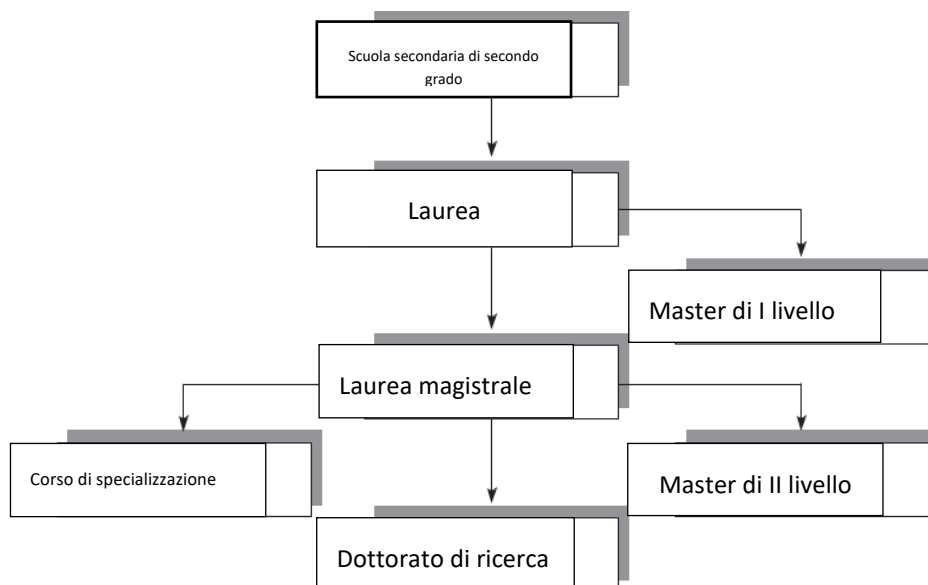 Scuola secondaria di secondo
grado
Laurea
Master di I livello
Laurea magistrale
Corso di specializzazione
Master di II livello
Dottorato di ricerca